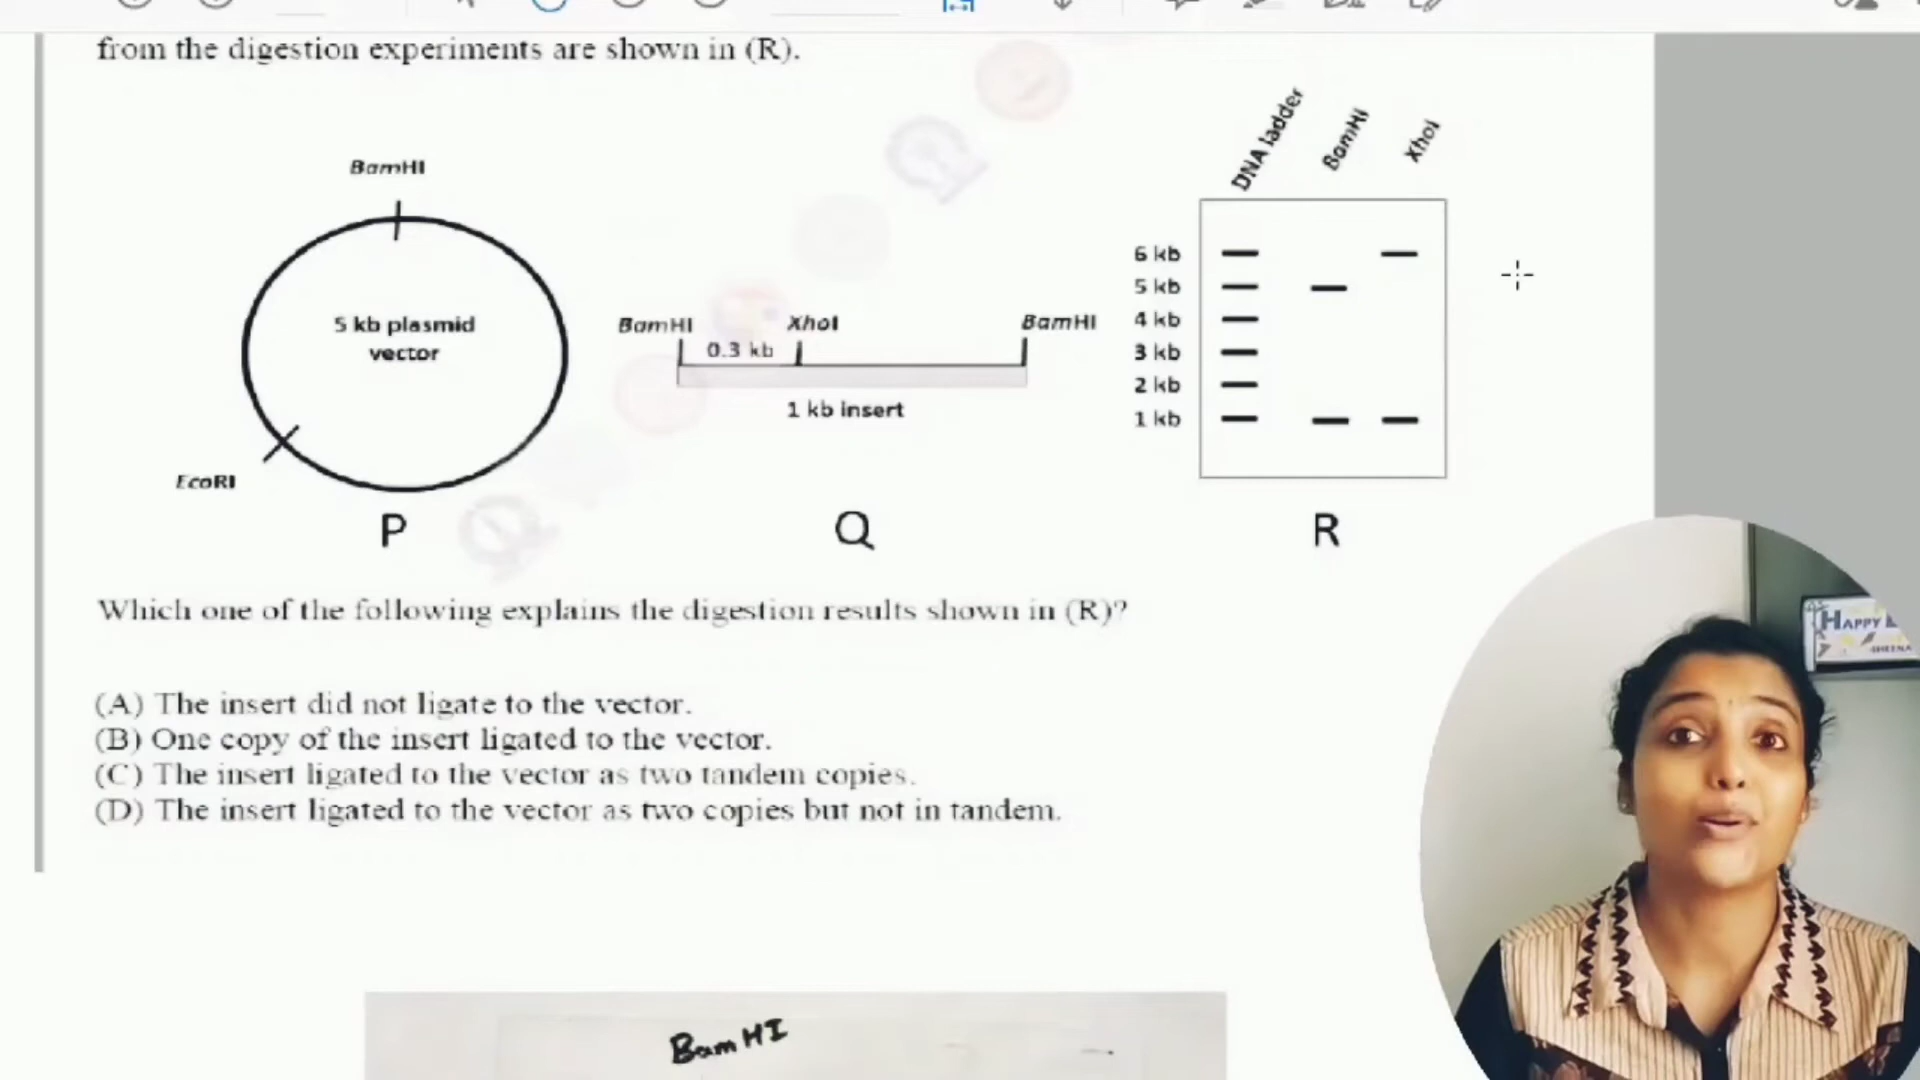 from the digestion experiments are shown in (R).
DNA ladder
BamHI
XhoI
BamHI
6 kb
5 kb
4 kb
3 kb
2 kb
1 kb
5 kb plasmid
vector
BamHI
XhoI
BamHI
0.3 kb
1 kb insert
EcoRI
P
Q
R
Which one of the following explains the digestion results shown in (R)?
(A) The insert did not ligate to the vector.
(B) One copy of the insert ligated to the vector.
(C) The insert ligated to the vector as two tandem copies.
(D) The insert ligated to the vector as two copies but not in tandem.
HAPPY
BamHI